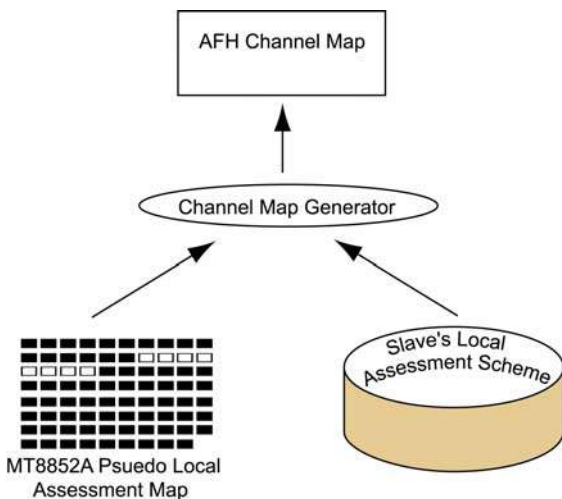 AFH Channel Map
Channel Map Generator
Slave's Local
Assessment Scheme
MT8852A Psuedo Local
Assessment Map